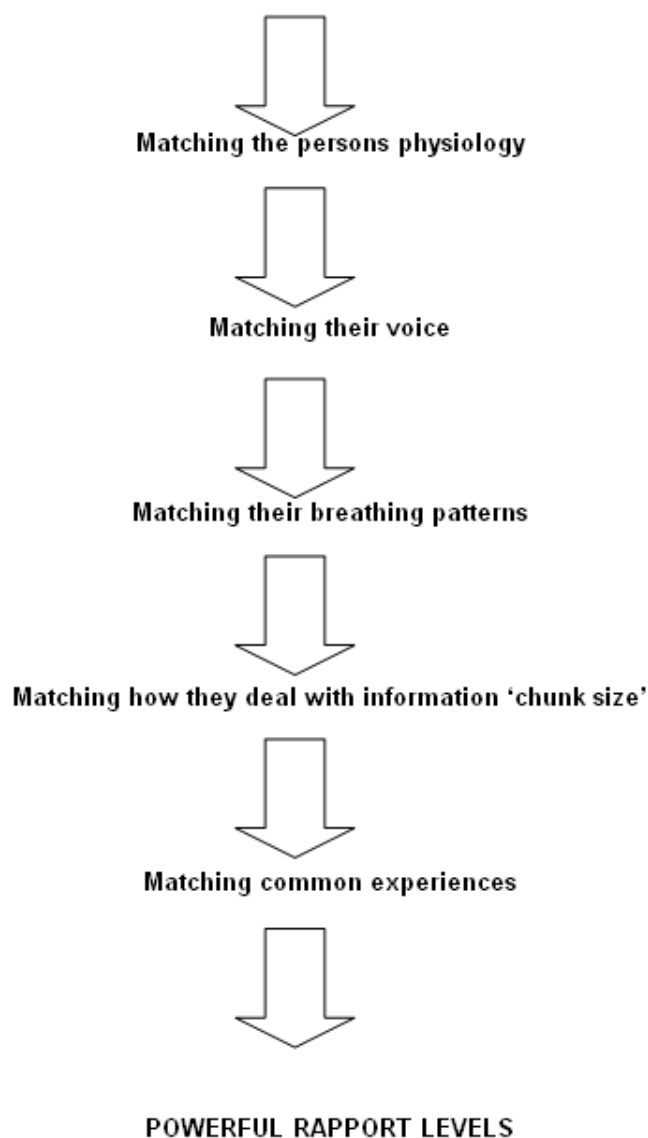 Matching the persons physiology
Matching their voice
Matching their breathing patterns
Matching how they deal with information ‘chunk size’
Matching common experiences
POWERFUL RAPPORT LEVELS